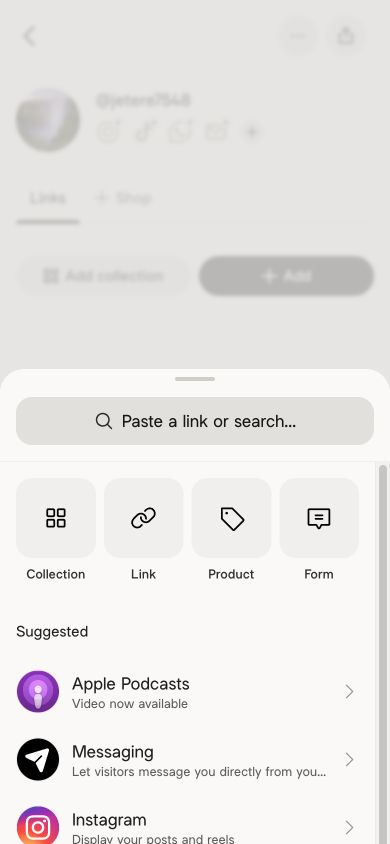 @jetere7548
Links
Shop
Add collection
Add
Paste a link or search...
Collection
Link
Product
Form
Suggested
Apple Podcasts
Video now available
Messaging
Let visitors message you directly from you...
Instagram
Display your posts and reels